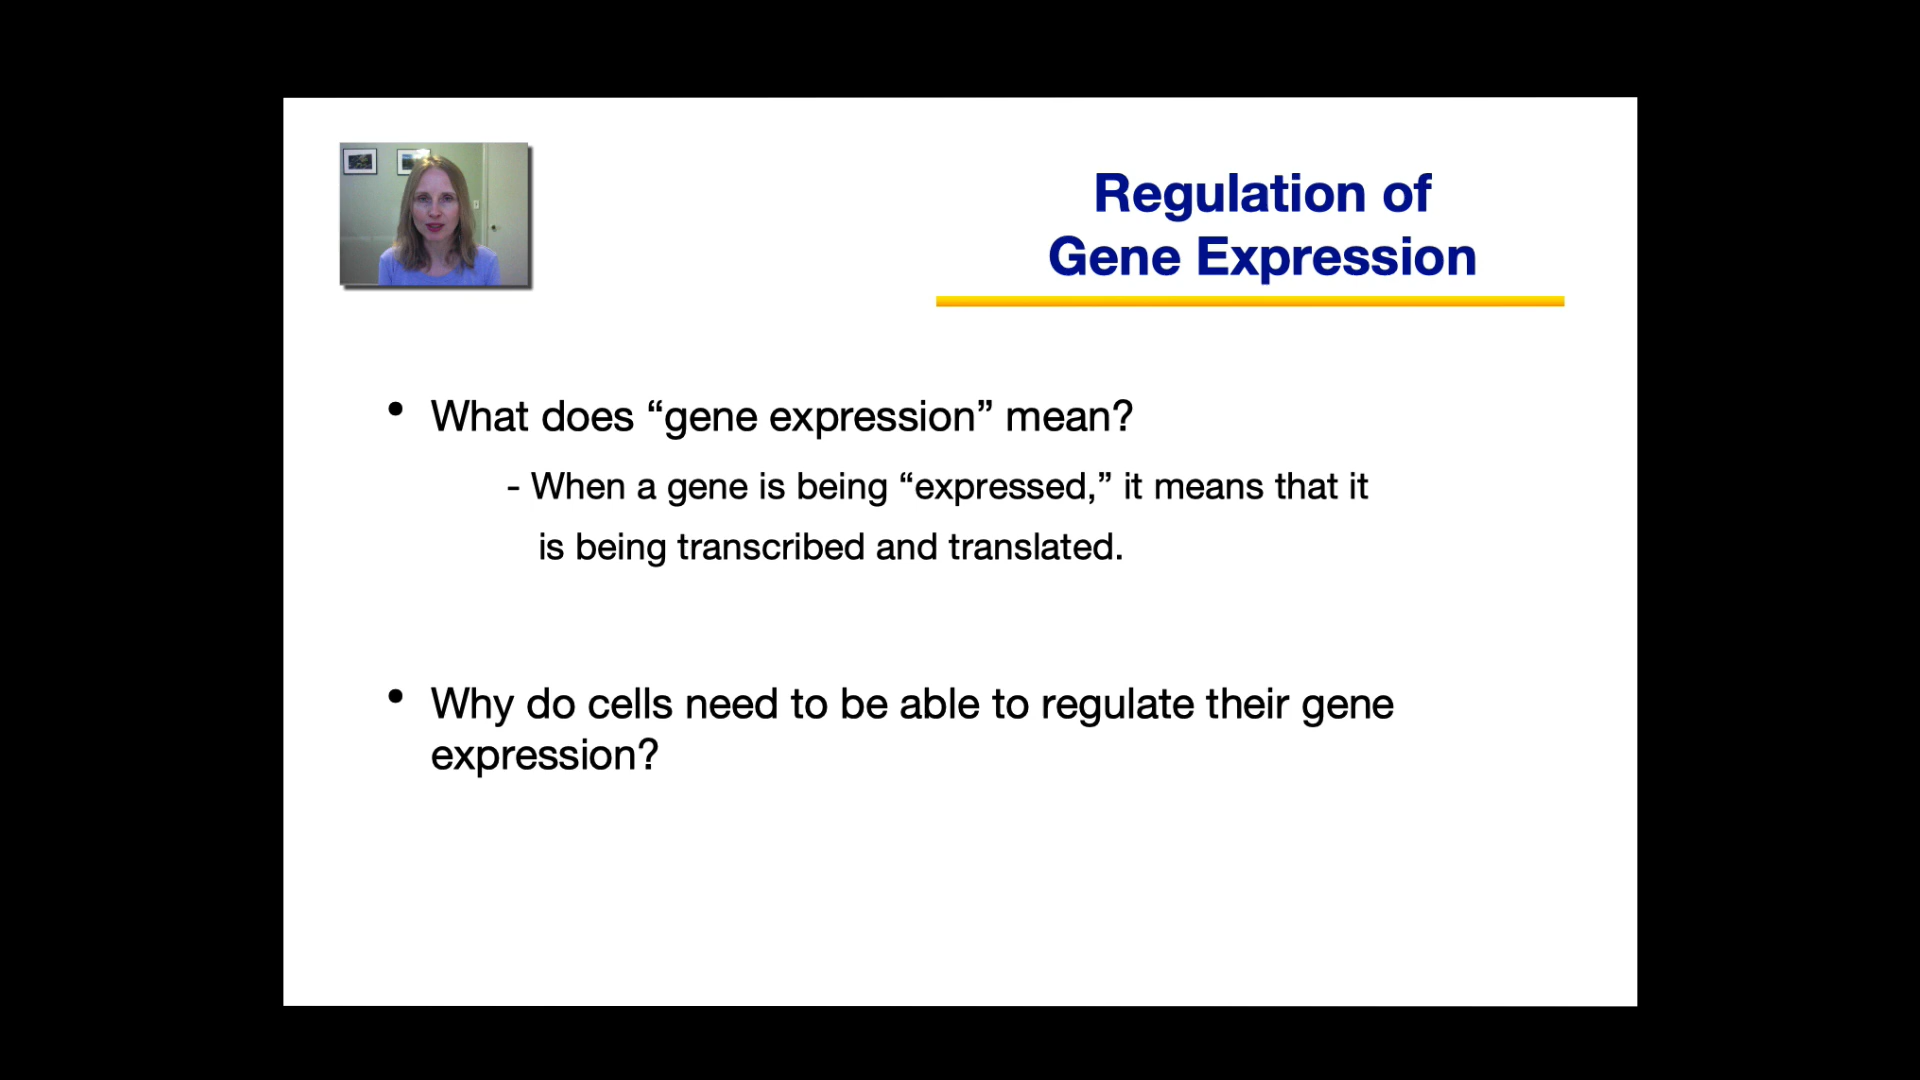 Regulation of
Gene Expression
• What does “gene expression” mean?
- When a gene is being “expressed,” it means that it
is being transcribed and translated.
• Why do cells need to be able to regulate their gene
expression?